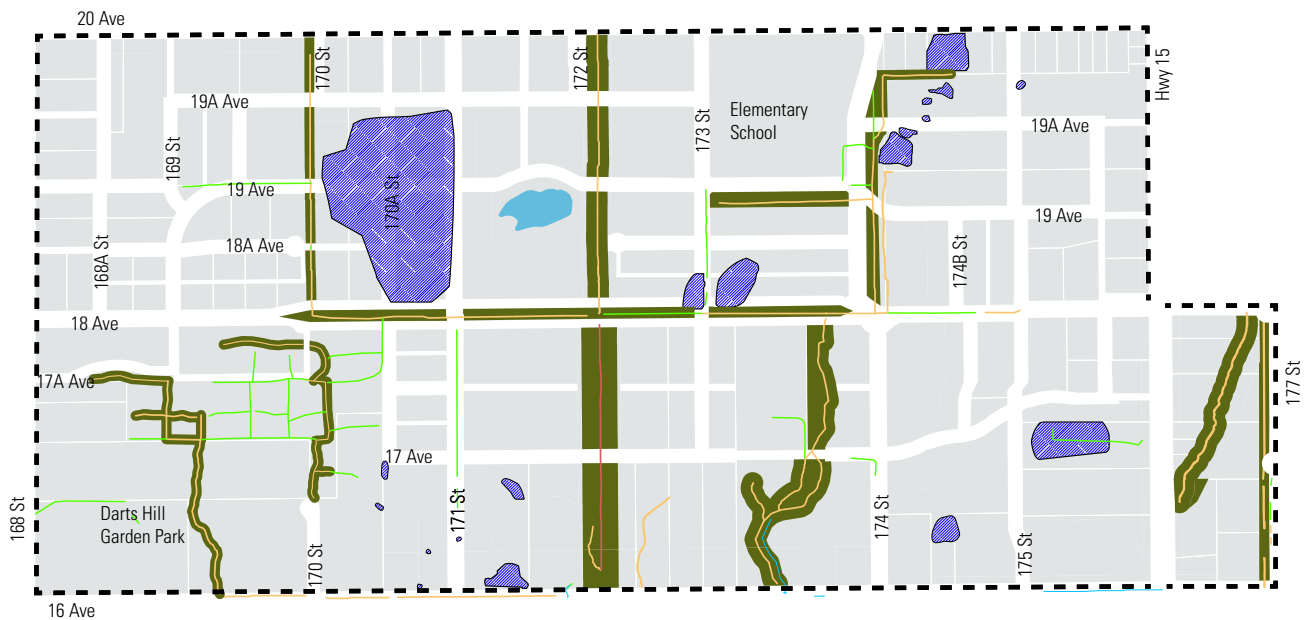 20 Ave
170 St
172 St
Hwy 15
19A Ave
173 St
Elementary
School
19A Ave
169 St
19 Ave
170A St
19 Ave
168A St
18A Ave
174B St
18 Ave
17A Ave
177 St
17 Ave
168 St
Darts Hill
Garden Park
171 St
174 St
170 St
175 St
16 Ave